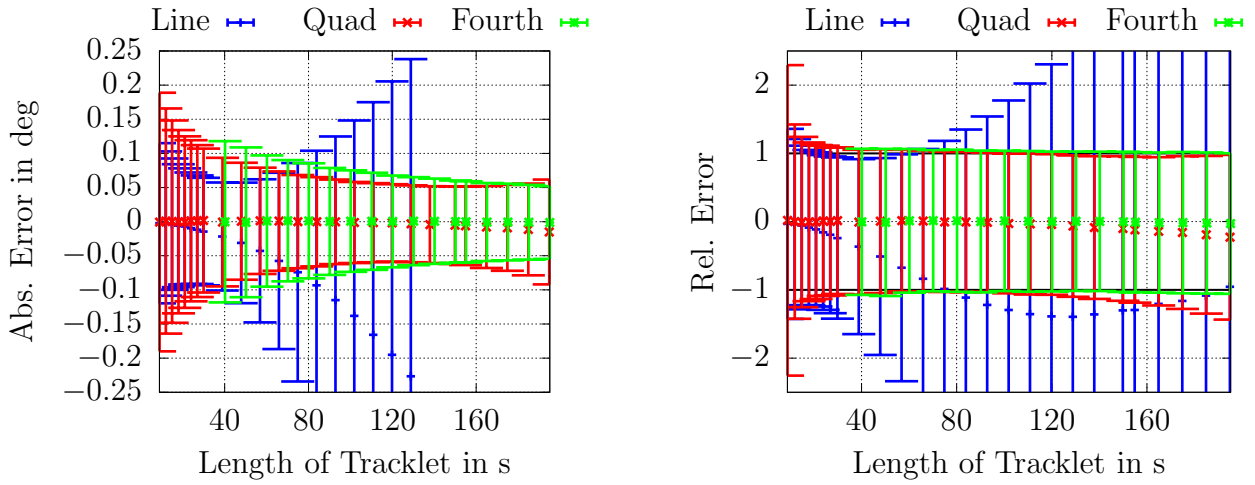 Line Quad Fourth
Abs. Error in deg
0.25
0.2
0.15
0.1
0.05
0
−0.05
−0.1
−0.15
−0.2
−0.25
40 80 120 160
Length of Tracklet in s
Line Quad Fourth
Rel. Error
2
1
0
−1
−2
40 80 120 160
Length of Tracklet in s